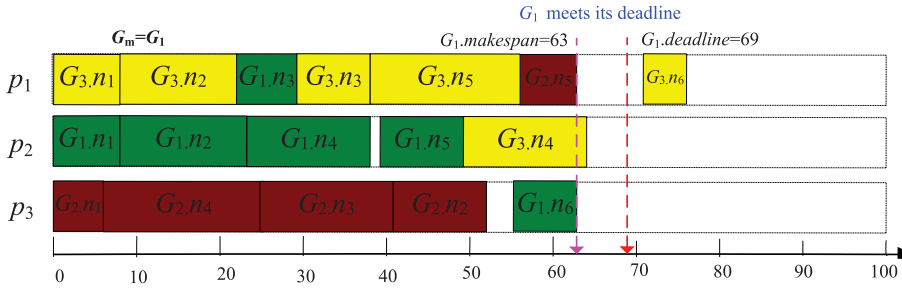 G1 meets its deadline
Gm=G1 G1.makespan=63 G1.deadline=69
p1 G3.n1 G3.n2 G1.n3 G3.n3 G3.n5 G2.n5 G3.n6
p2 G1.n1 G1.n2 G1.n4 G1.n5 G3.n4
p3 G2.n1 G2.n4 G2.n3 G2.n2 G1.n6
0 10 20 30 40 50 60 70 80 90 100